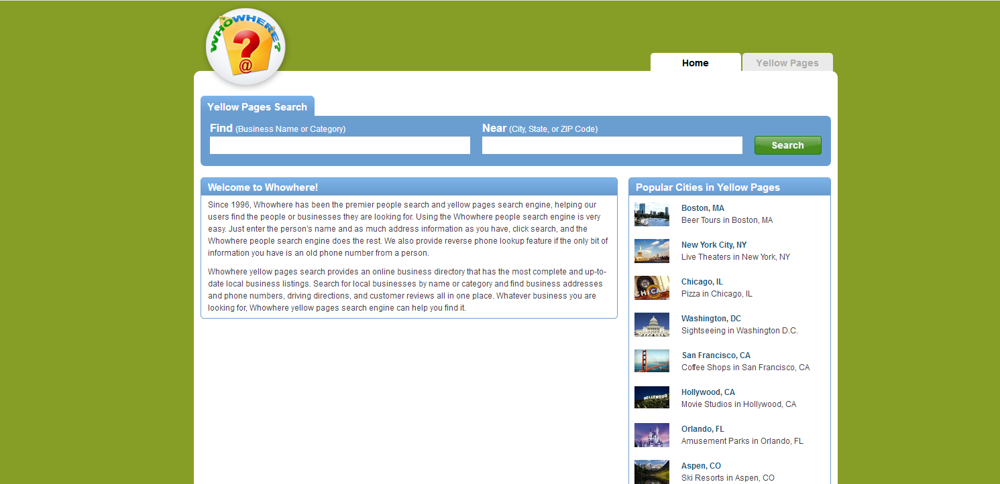 WHOWHERE?
TM
?
@
Home
Yellow Pages
Yellow Pages Search
Find (Business Name or Category)
Near (City, State, or ZIP Code)
Search
Welcome to Whowhere!
Since 1996, Whowhere has been the premier people search and yellow pages search engine, helping our
users find the people or businesses they are looking for. Using the Whowhere people search engine is very
easy. Just enter the person's name and as much address information as you have, click search, and the
Whowhere people search engine does the rest. We also provide reverse phone lookup feature if the only bit of
information you have is an old phone number from a person.
Whowhere yellow pages search provides an online business directory that has the most complete and up-to-
date local business listings. Search for local businesses by name or category and find business addresses
and phone numbers, driving directions, and customer reviews all in one place. Whatever business you are
looking for, Whowhere yellow pages search engine can help you find it.
Popular Cities in Yellow Pages
Boston, MA
Beer Tours in Boston, MA
New York City, NY
Live Theaters in New York, NY
CHICA
Chicago, IL
Pizza in Chicago, IL
Washington, DC
Sightseeing in Washington D.C.
San Francisco, CA
Coffee Shops in San Francisco, CA
HOLLYWOOD
Hollywood, CA
Movie Studios in Hollywood, CA
Orlando, FL
Amusement Parks in Orlando, FL
Aspen, CO
Ski Resorts in Aspen, CO